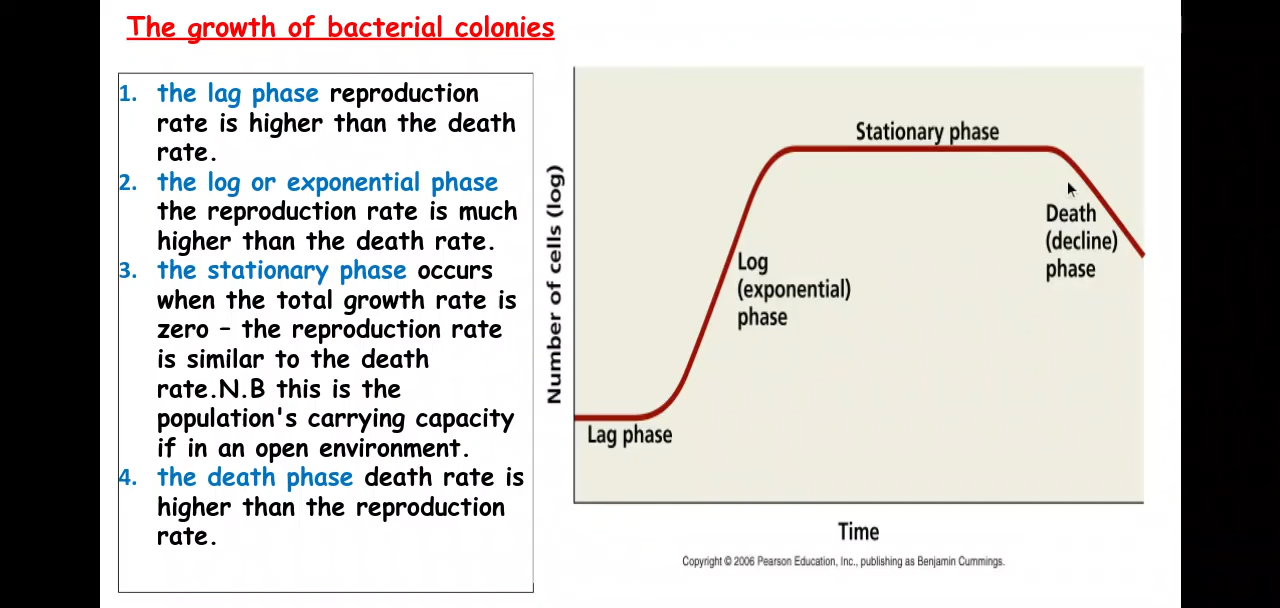 The growth of bacterial colonies
1. the lag phase reproduction
rate is higher than the death
rate.
2. the log or exponential phase
the reproduction rate is much
higher than the death rate.
3. the stationary phase occurs
when the total growth rate is
zero – the reproduction rate
is similar to the death
rate.N.B this is the
population's carrying capacity
if in an open environment.
4. the death phase death rate is
higher than the reproduction
rate.
Number of cells (log)
Stationary phase
Death
(decline)
phase
Log
(exponential)
phase
Lag phase
Time
Copyright © 2006 Pearson Education, Inc., publishing as Benjamin Cummings.